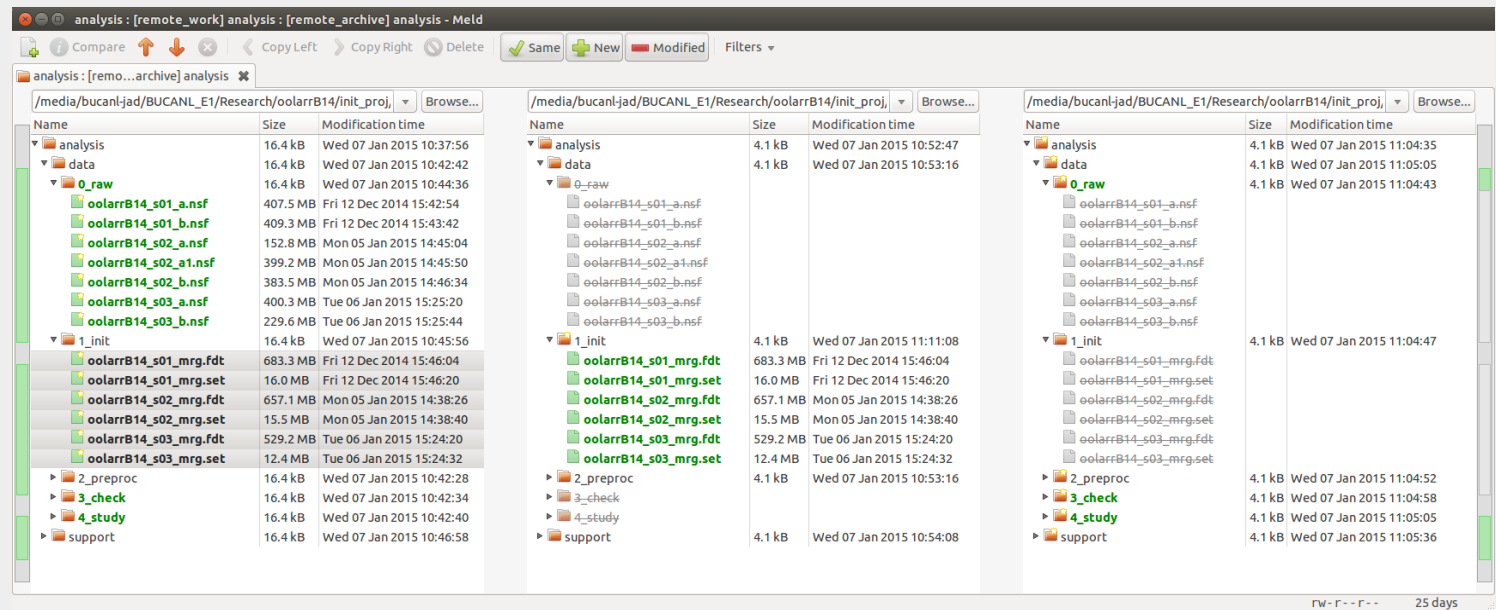 analysis : [remote_work] analysis : [remote_archive] analysis - Meld
Compare Copy Left Copy Right Delete Same New Modified Filters
analysis : [remo…archive] analysis
/media/bucanl-jad/BUCANL_E1/Research/oolarrB14/init_proj, Browse... /media/bucanl-jad/BUCANL_E1/Research/oolarrB14/init_proj, Browse... /media/bucanl-jad/BUCANL_E1/Research/oolarrB14/init_proj, Browse...
Name Size Modification time Name Size Modification time Name Size Modification time
analysis 16.4 kB Wed 07 Jan 2015 10:37:56 analysis 4.1 kB Wed 07 Jan 2015 10:52:47 analysis 4.1 kB Wed 07 Jan 2015 11:04:35
data 16.4 kB Wed 07 Jan 2015 10:42:42 data 4.1 kB Wed 07 Jan 2015 10:53:16 data 4.1 kB Wed 07 Jan 2015 11:05:05
0_raw 16.4 kB Wed 07 Jan 2015 10:44:36 0_raw 0_raw 4.1 kB Wed 07 Jan 2015 11:04:43
oolarrB14_s01_a.nsf 407.5 MB Fri 12 Dec 2014 15:42:54 oolarrB14_s01_a.nsf oolarrB14_s01_a.nsf
oolarrB14_s01_b.nsf 409.3 MB Fri 12 Dec 2014 15:43:42 oolarrB14_s01_b.nsf oolarrB14_s01_b.nsf
oolarrB14_s02_a.nsf 152.8 MB Mon 05 Jan 2015 14:45:04 oolarrB14_s02_a.nsf oolarrB14_s02_a.nsf
oolarrB14_s02_a1.nsf 399.2 MB Mon 05 Jan 2015 14:45:50 oolarrB14_s02_a1.nsf oolarrB14_s02_a1.nsf
oolarrB14_s02_b.nsf 383.5 MB Mon 05 Jan 2015 14:46:34 oolarrB14_s02_b.nsf oolarrB14_s02_b.nsf
oolarrB14_s03_a.nsf 400.3 MB Tue 06 Jan 2015 15:25:20 oolarrB14_s03_a.nsf oolarrB14_s03_a.nsf
oolarrB14_s03_b.nsf 229.6 MB Tue 06 Jan 2015 15:25:44 oolarrB14_s03_b.nsf oolarrB14_s03_b.nsf
1_init 16.4 kB Wed 07 Jan 2015 10:45:56 1_init 4.1 kB Wed 07 Jan 2015 11:11:08 1_init 4.1 kB Wed 07 Jan 2015 11:04:47
oolarrB14_s01_mrg.fdt 683.3 MB Fri 12 Dec 2014 15:46:04 oolarrB14_s01_mrg.fdt 683.3 MB Fri 12 Dec 2014 15:46:04 oolarrB14_s01_mrg.fdt
oolarrB14_s01_mrg.set 16.0 MB Fri 12 Dec 2014 15:46:20 oolarrB14_s01_mrg.set 16.0 MB Fri 12 Dec 2014 15:46:20 oolarrB14_s01_mrg.set
oolarrB14_s02_mrg.fdt 657.1 MB Mon 05 Jan 2015 14:38:26 oolarrB14_s02_mrg.fdt 657.1 MB Mon 05 Jan 2015 14:38:26 oolarrB14_s02_mrg.fdt
oolarrB14_s02_mrg.set 15.5 MB Mon 05 Jan 2015 14:38:40 oolarrB14_s02_mrg.set 15.5 MB Mon 05 Jan 2015 14:38:40 oolarrB14_s02_mrg.set
oolarrB14_s03_mrg.fdt 529.2 MB Tue 06 Jan 2015 15:24:20 oolarrB14_s03_mrg.fdt 529.2 MB Tue 06 Jan 2015 15:24:20 oolarrB14_s03_mrg.fdt
oolarrB14_s03_mrg.set 12.4 MB Tue 06 Jan 2015 15:24:32 oolarrB14_s03_mrg.set 12.4 MB Tue 06 Jan 2015 15:24:32 oolarrB14_s03_mrg.set
2_preproc 16.4 kB Wed 07 Jan 2015 10:42:28 2_preproc 4.1 kB Wed 07 Jan 2015 10:53:16 2_preproc 4.1 kB Wed 07 Jan 2015 11:04:52
3_check 16.4 kB Wed 07 Jan 2015 10:42:34 3_check 3_check 4.1 kB Wed 07 Jan 2015 11:04:58
4_study 16.4 kB Wed 07 Jan 2015 10:42:40 4_study 4_study 4.1 kB Wed 07 Jan 2015 11:05:05
support 16.4 kB Wed 07 Jan 2015 10:46:58 support 4.1 kB Wed 07 Jan 2015 10:54:08 support 4.1 kB Wed 07 Jan 2015 11:05:36
rw-r--r-- 25 days